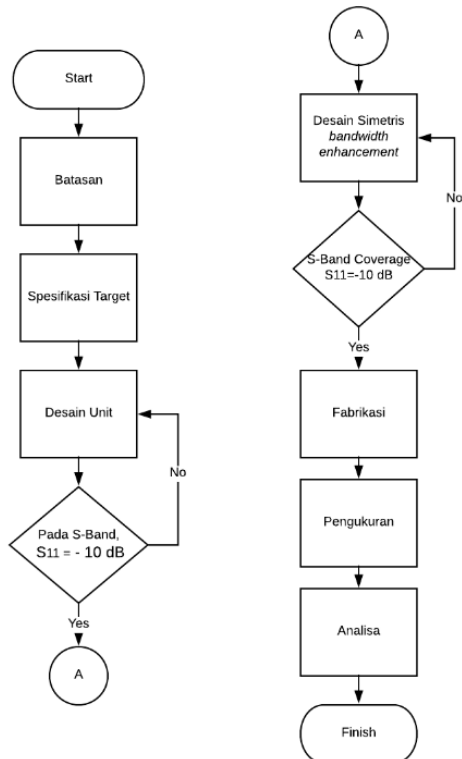 Start
Batasan
Spesifikasi Target
Desain Unit
No
Pada S-Band,
S11 = - 10 dB
Yes
A
A
Desain Simetris
bandwidth
enhancement
No
S-Band Coverage
S11=-10 dB
Yes
Fabrikasi
Pengukuran
Analisa
Finish